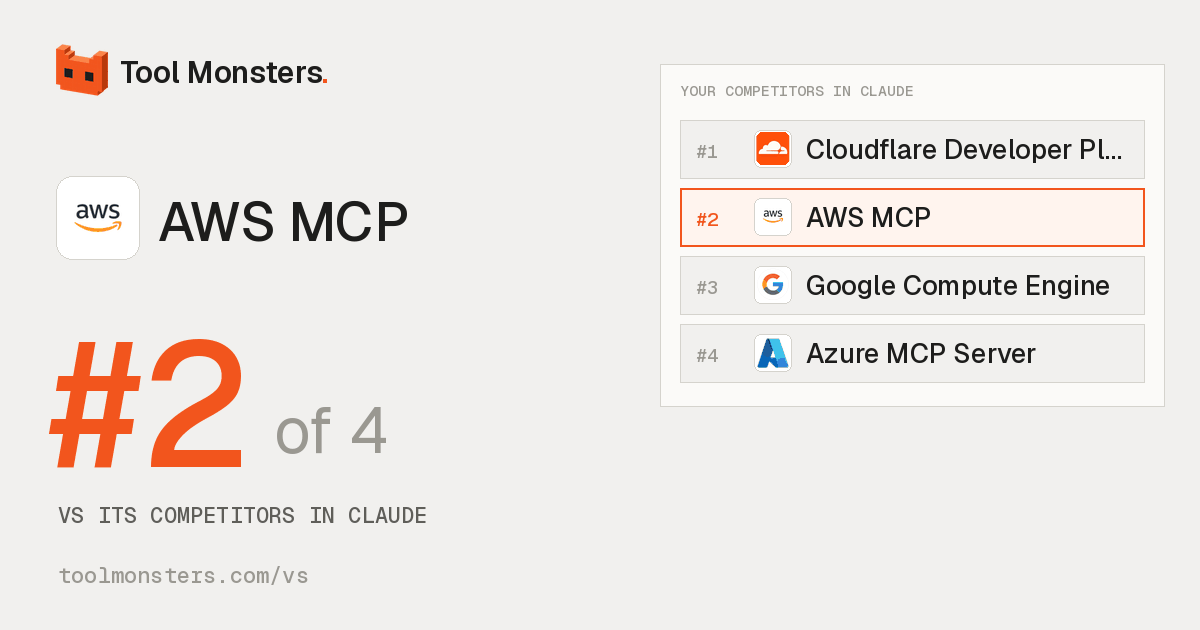 Tool Monsters.
aws
AWS MCP
#2 of 4
VS ITS COMPETITORS IN CLAUDE
toolmonsters.com/vs
YOUR COMPETITORS IN CLAUDE
#1 Cloudflare Developer Pl...
#2 aws AWS MCP
#3 Google Compute Engine
#4 Azure MCP Server